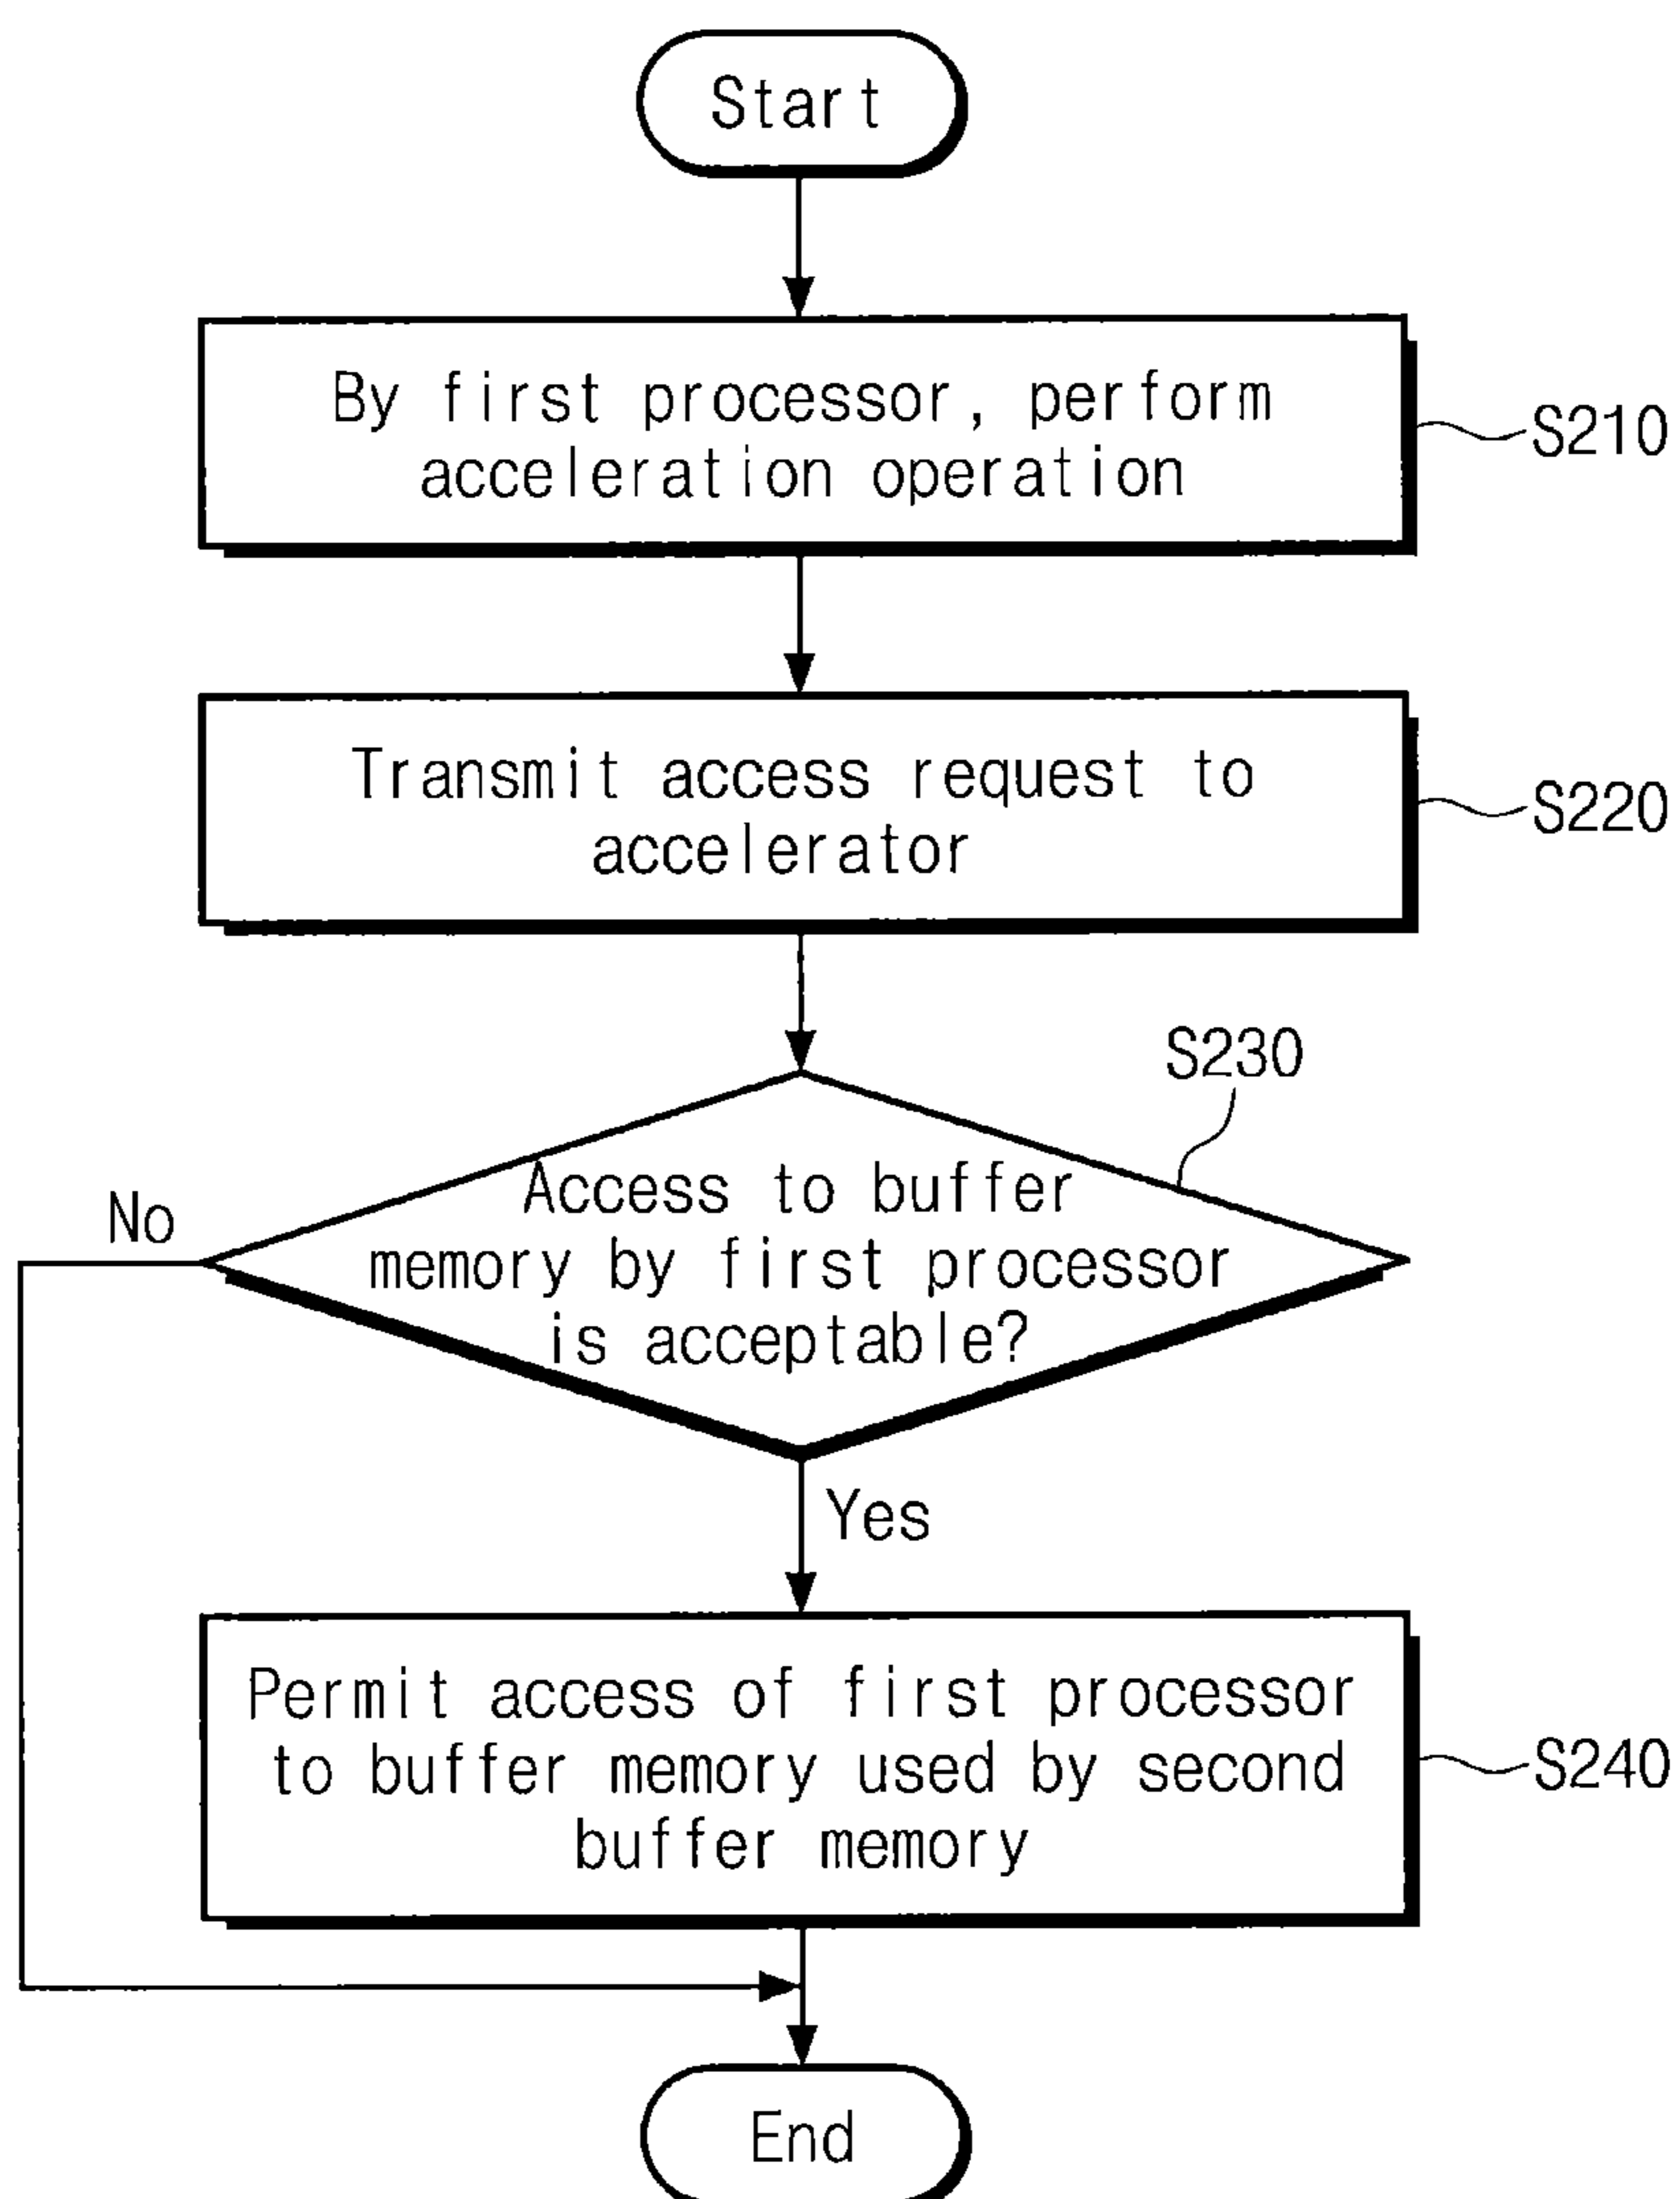 Start
By first processor, perform
acceleration operation
S210
Transmit access request to
accelerator
S220
S230
Access to buffer
memory by first processor
is acceptable?
No
Yes
Permit access of first processor
to buffer memory used by second
buffer memory
S240
End